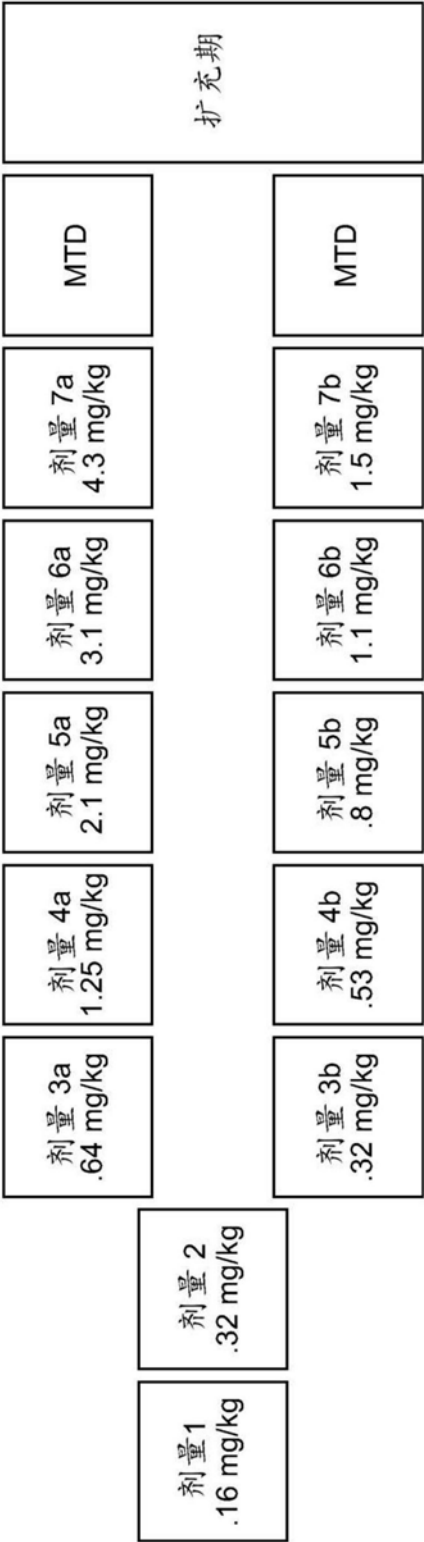 剂量1
.16 mg/kg
剂量 2
.32 mg/kg
剂量 3a
.64 mg/kg
剂量 4a
1.25 mg/kg
剂量 5a
2.1 mg/kg
剂量 6a
3.1 mg/kg
剂量 7a
4.3 mg/kg
MTD
剂量 3b
.32 mg/kg
剂量 4b
.53 mg/kg
剂量 5b
.8 mg/kg
剂量 6b
1.1 mg/kg
剂量 7b
1.5 mg/kg
MTD
扩充期